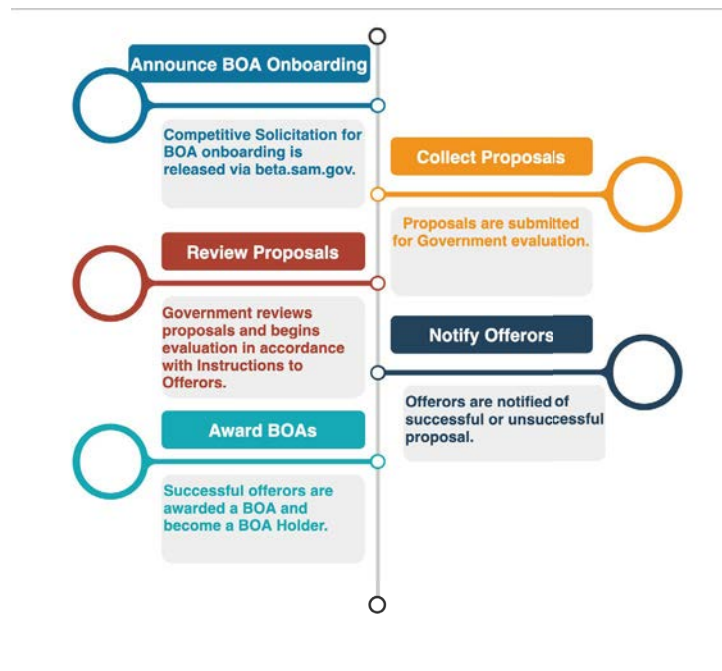 Announce BOA Onboarding
Competitive Solicitation for
BOA onboarding is
released via beta.sam.gov.
Collect Proposals
Proposals are submitted
for Government evaluation.
Review Proposals
Government reviews
proposals and begins
evaluation in accordance
with Instructions to
Offerors.
Notify Offerors
Offerors are notified of
successful or unsuccessful
proposal.
Award BOAs
Successful offerors are
awarded a BOA and
become a BOA Holder.